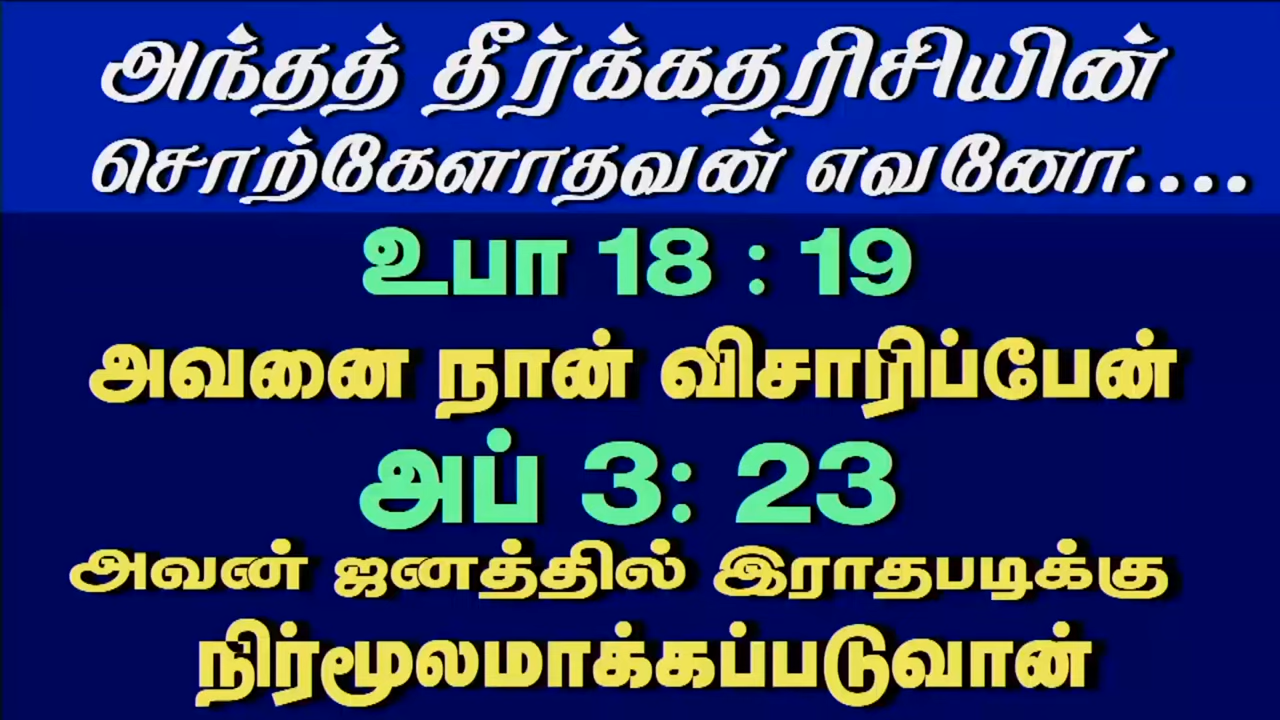 அந்தத் தீர்க்கதரிசியின்
சொற்கேளாதவன் எவனோ....
உபா 18 : 19
அவனை நான் விசாரிப்பேன்
அப் 3: 23
அவன் ஜனத்தில் இராதபடிக்கு
நிர்மூலமாக்கப்படுவான்